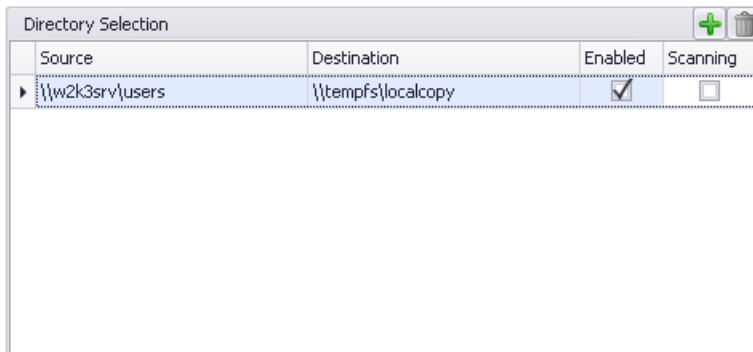 Directory Selection
Source Destination Enabled Scanning
\\w2k3srv\users \\tempfs\localcopy